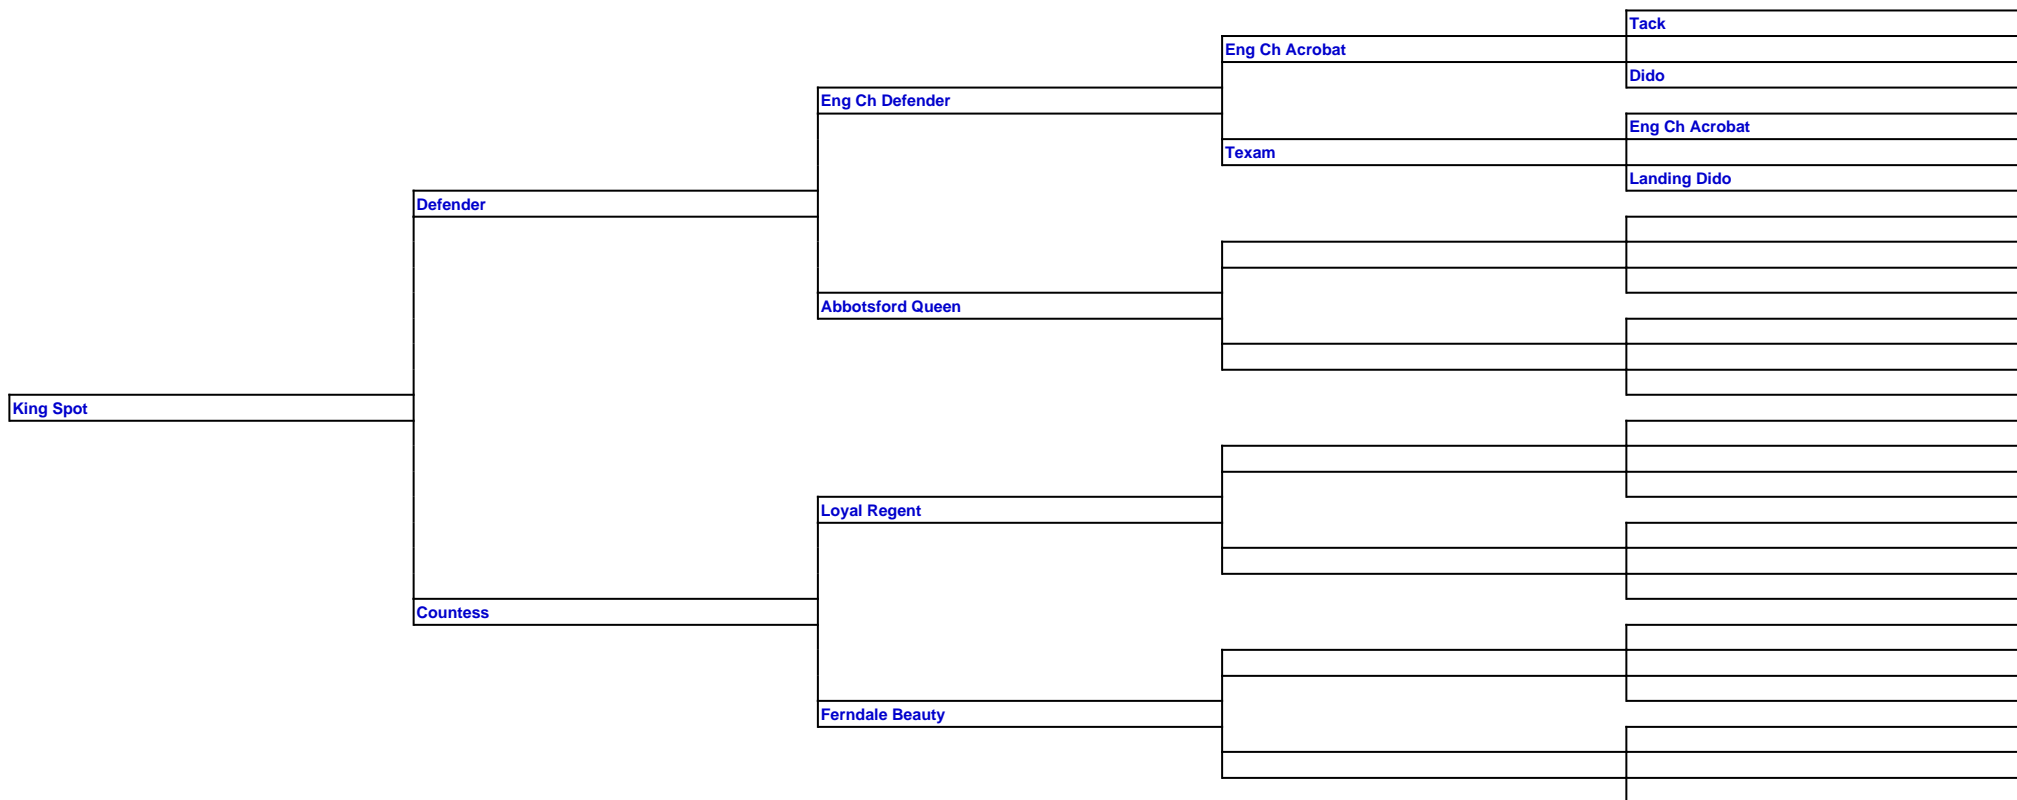 Tack
Eng Ch Acrobat
Dido
Eng Ch Defender
Eng Ch Acrobat
Texam
Landing Dido
Defender
Abbotsford Queen
King Spot
Loyal Regent
Countess
Ferndale Beauty